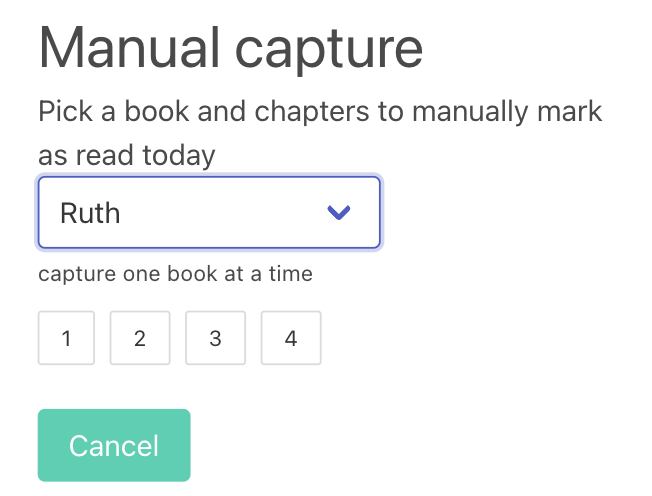 Manual capture
Pick a book and chapters to manually mark
as read today
Ruth
capture one book at a time
1 2 3 4
Cancel